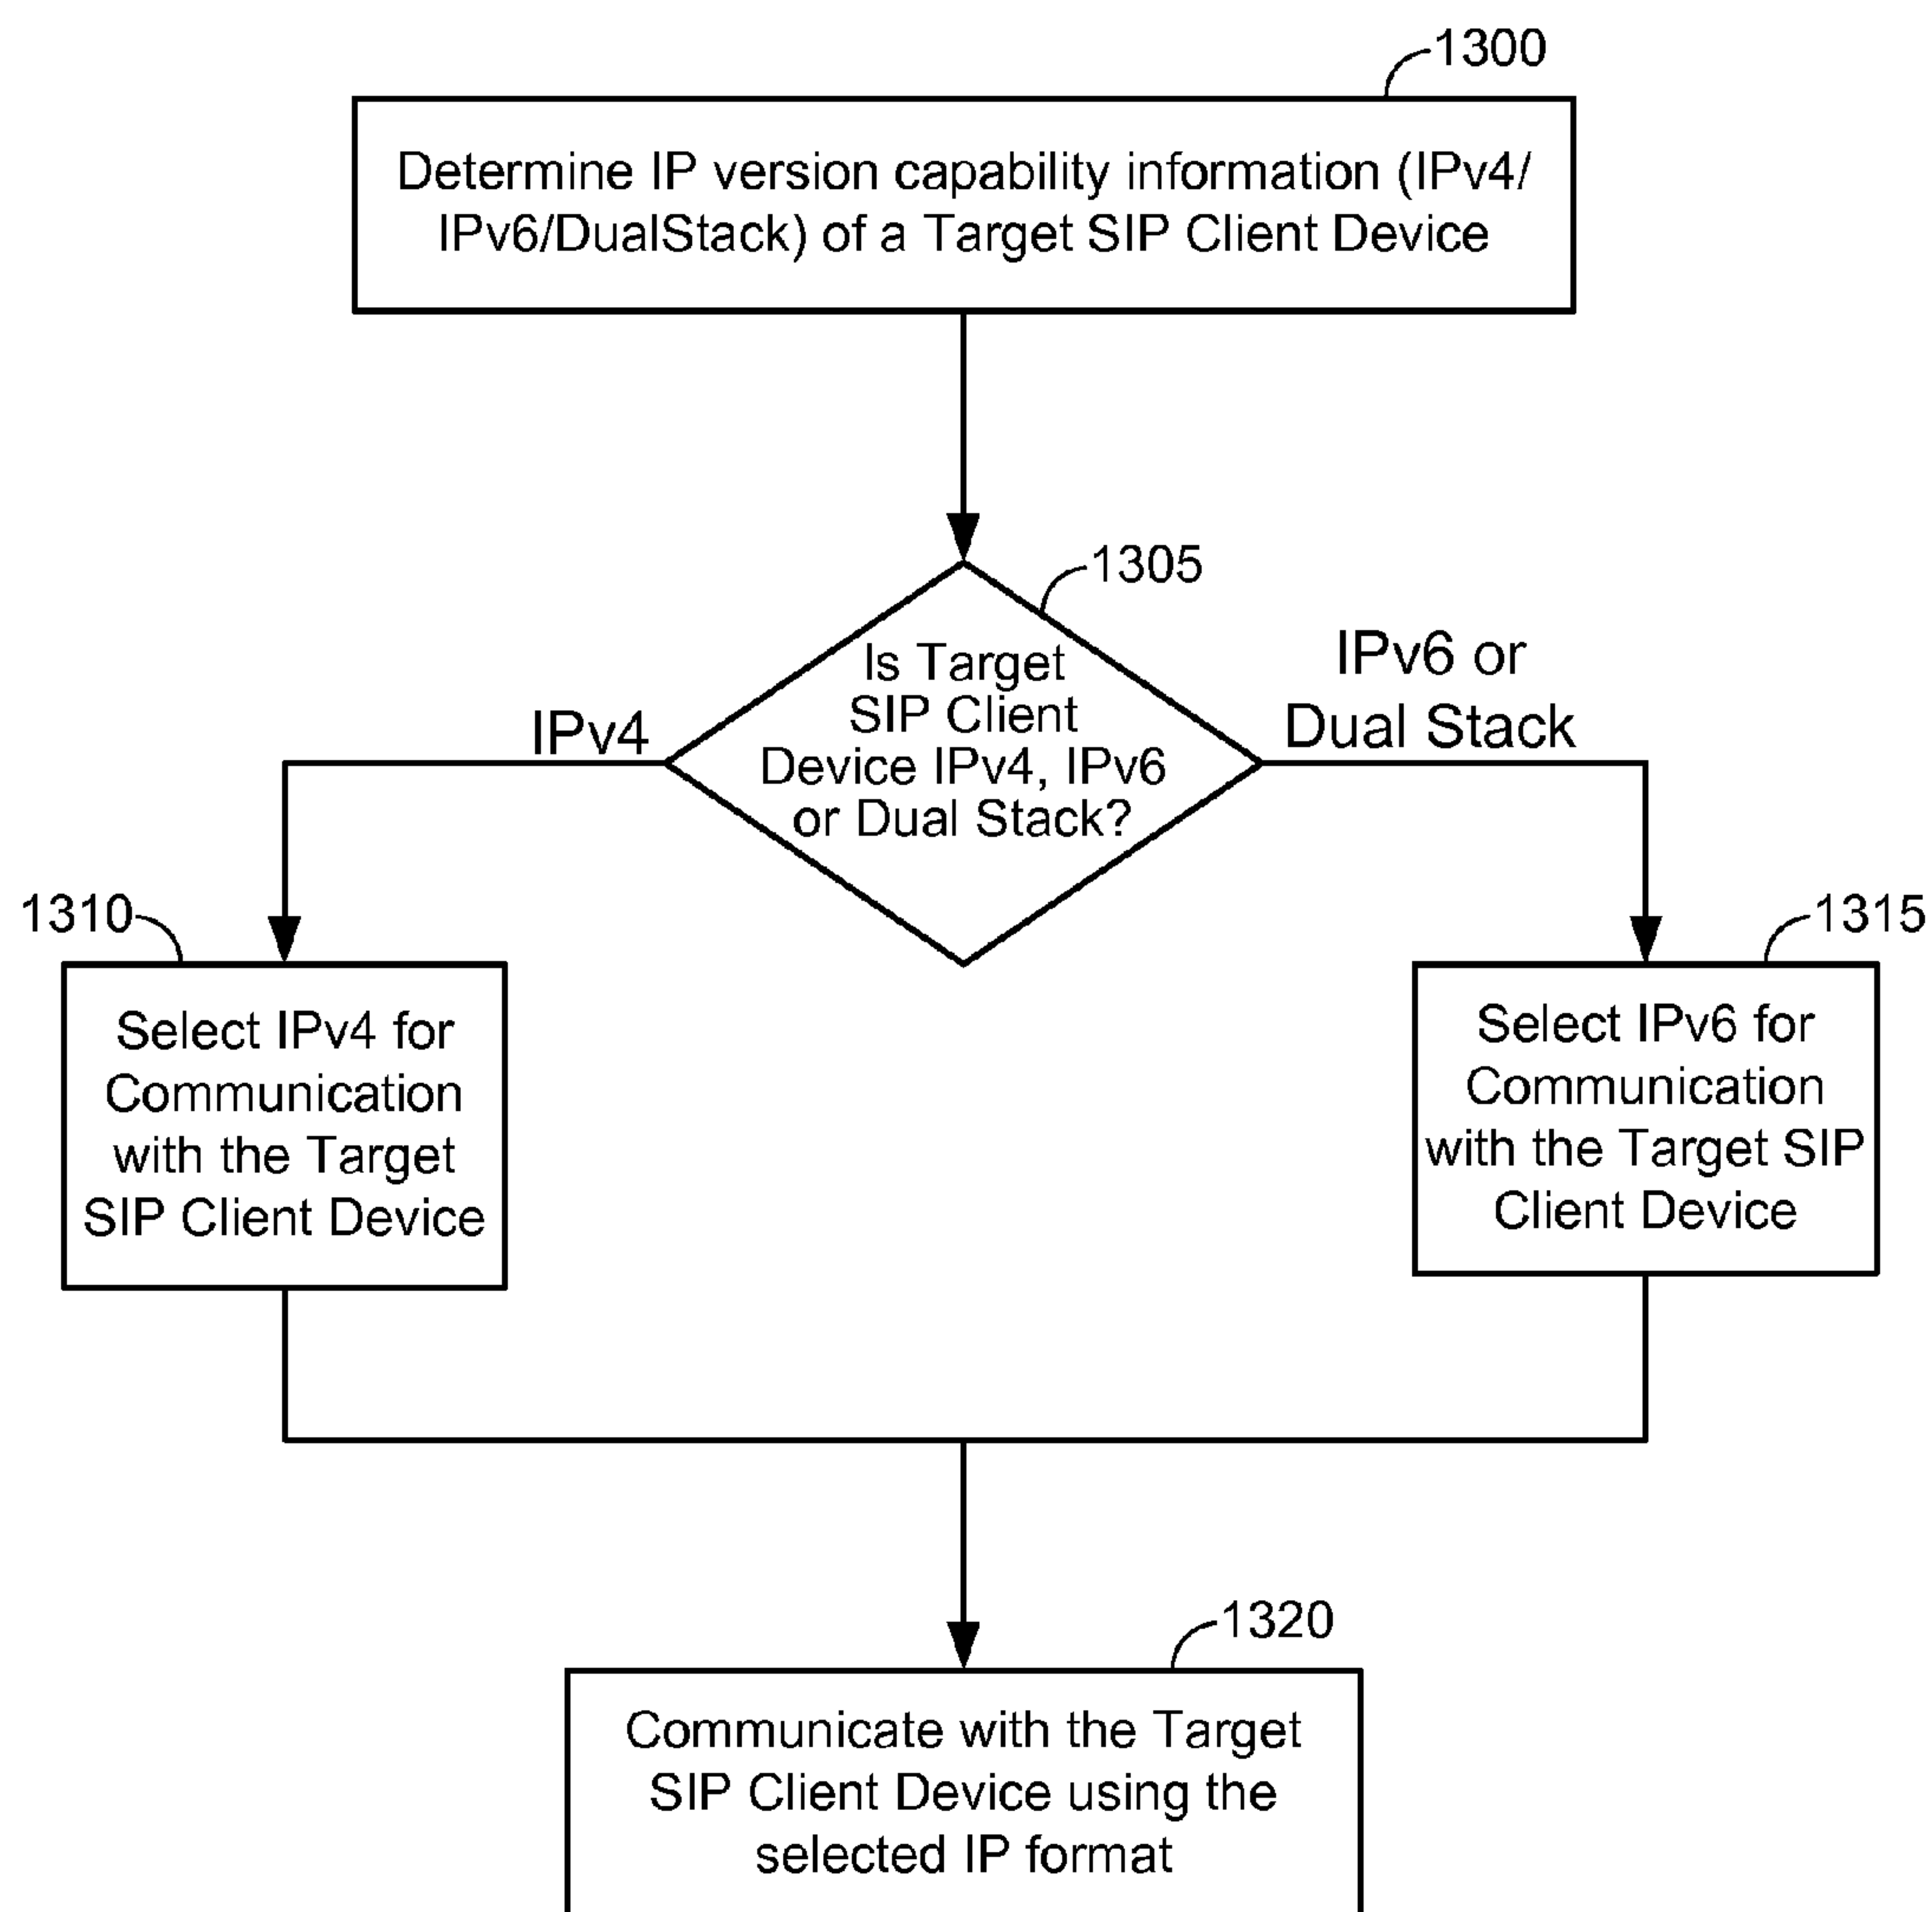 1300
Determine IP version capability information (IPv4/
IPv6/DualStack) of a Target SIP Client Device
1305
Is Target
SIP Client
Device IPv4, IPv6
or Dual Stack?
IPv4
IPv6 or
Dual Stack
1310
Select IPv4 for
Communication
with the Target
SIP Client Device
1315
Select IPv6 for
Communication
with the Target SIP
Client Device
1320
Communicate with the Target
SIP Client Device using the
selected IP format